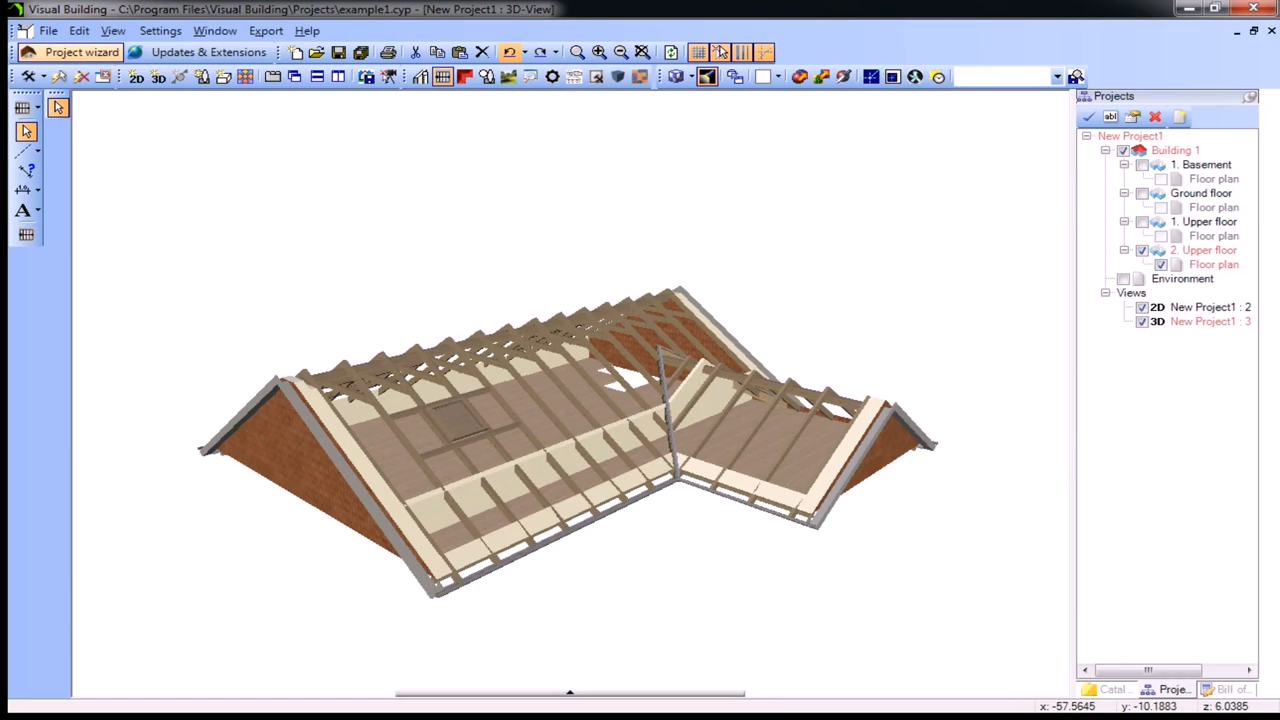 Visual Building - C:\Program Files\Visual Building\Projects\example1.cyp - [New Project1 : 3D-View]
File Edit View Settings Window Export Help
Project wizard Updates & Extensions
2D 3D
Projects
abl
New Project1
Building 1
1. Basement
Floor plan
Ground floor
Floor plan
1. Upper floor
Floor plan
2. Upper floor
Floor plan
Environment
Views
2D New Project1 : 2
3D New Project1 : 3
A
Catal... Proje... Bill of...
x: -57.5645 y: -10.1883 z: 6.0385